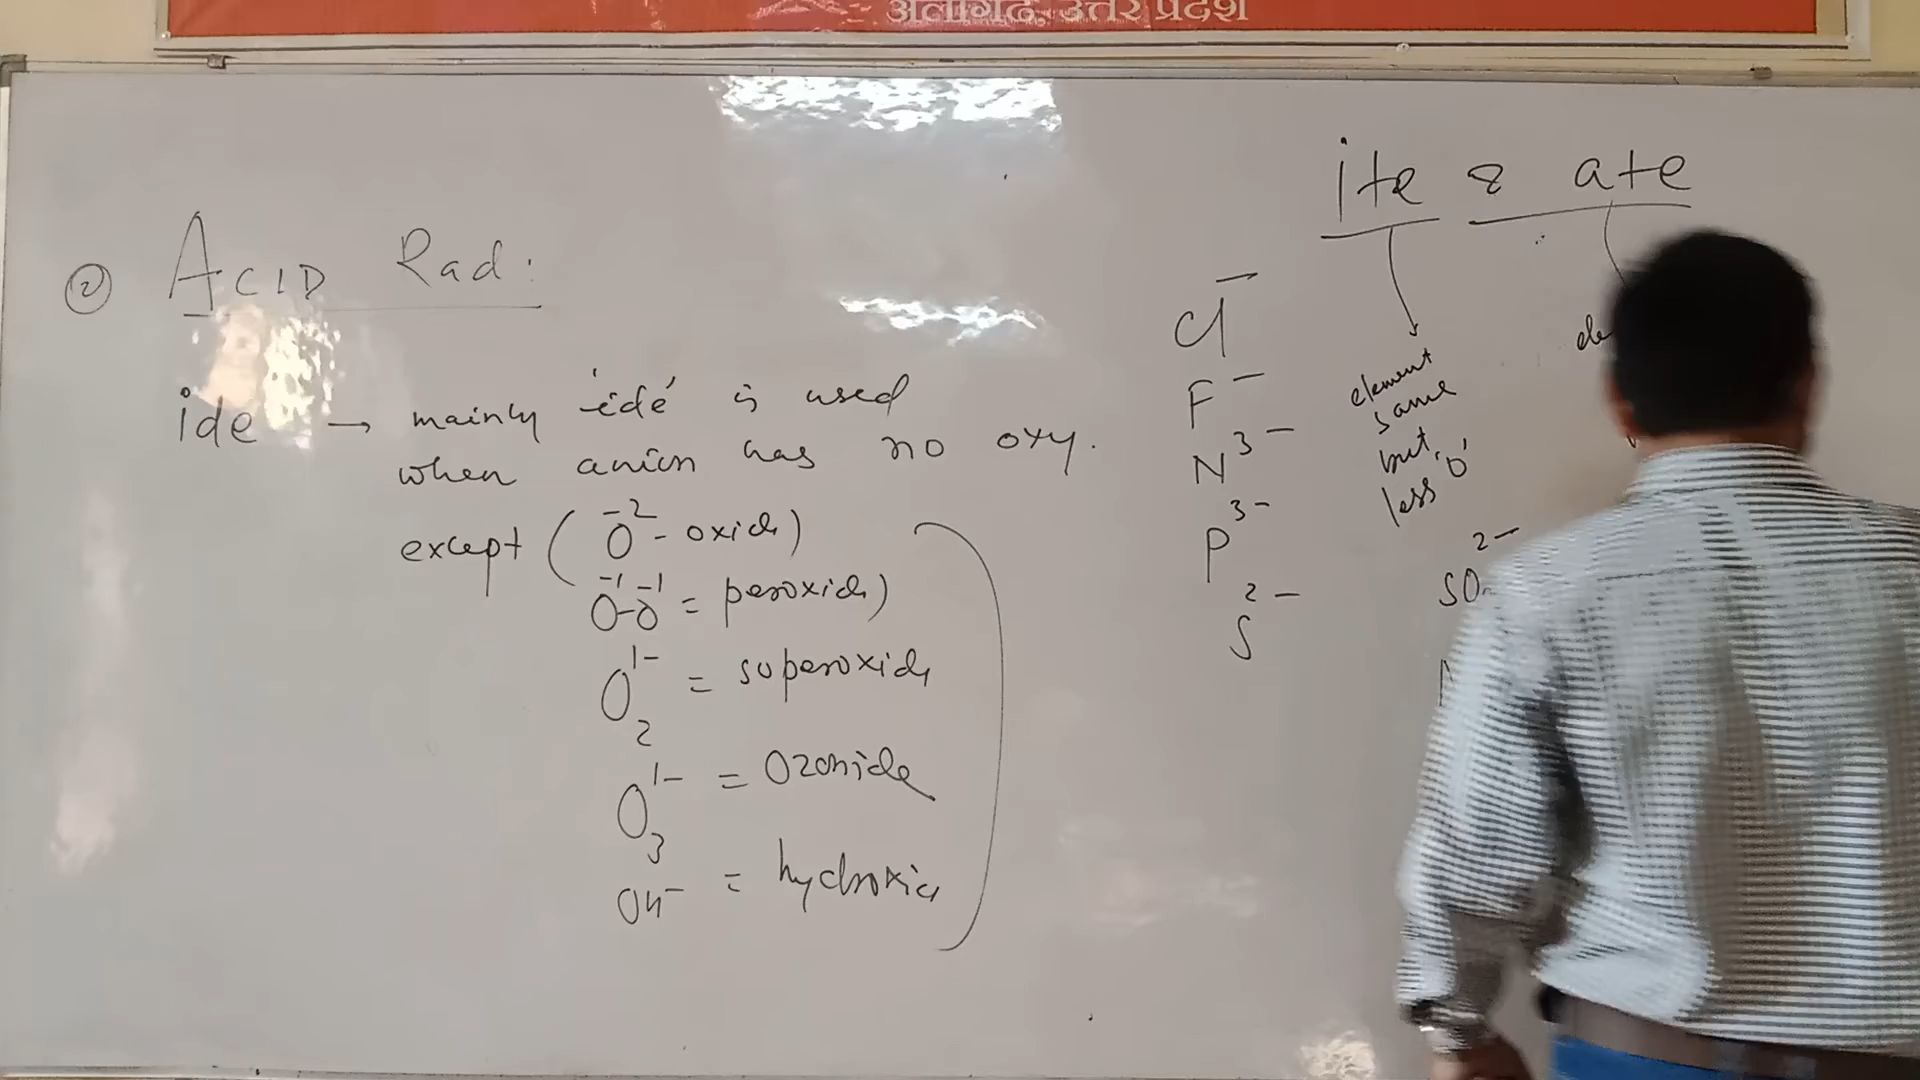 अलीगढ़, उत्तर प्रदेश
ite & ate
② ACID Rad:
ide → mainly 'ide' is used
when anion has no oxy.
except ( O⁻² - oxide)
O⁻¹-O⁻¹ = peroxide)
O₂¹⁻ = superoxide
O₃¹⁻ = Ozonide
OH⁻ = hydroxide
Cl⁻
F⁻
N³⁻
P³⁻
S²⁻
element
same
but,
less 'O'